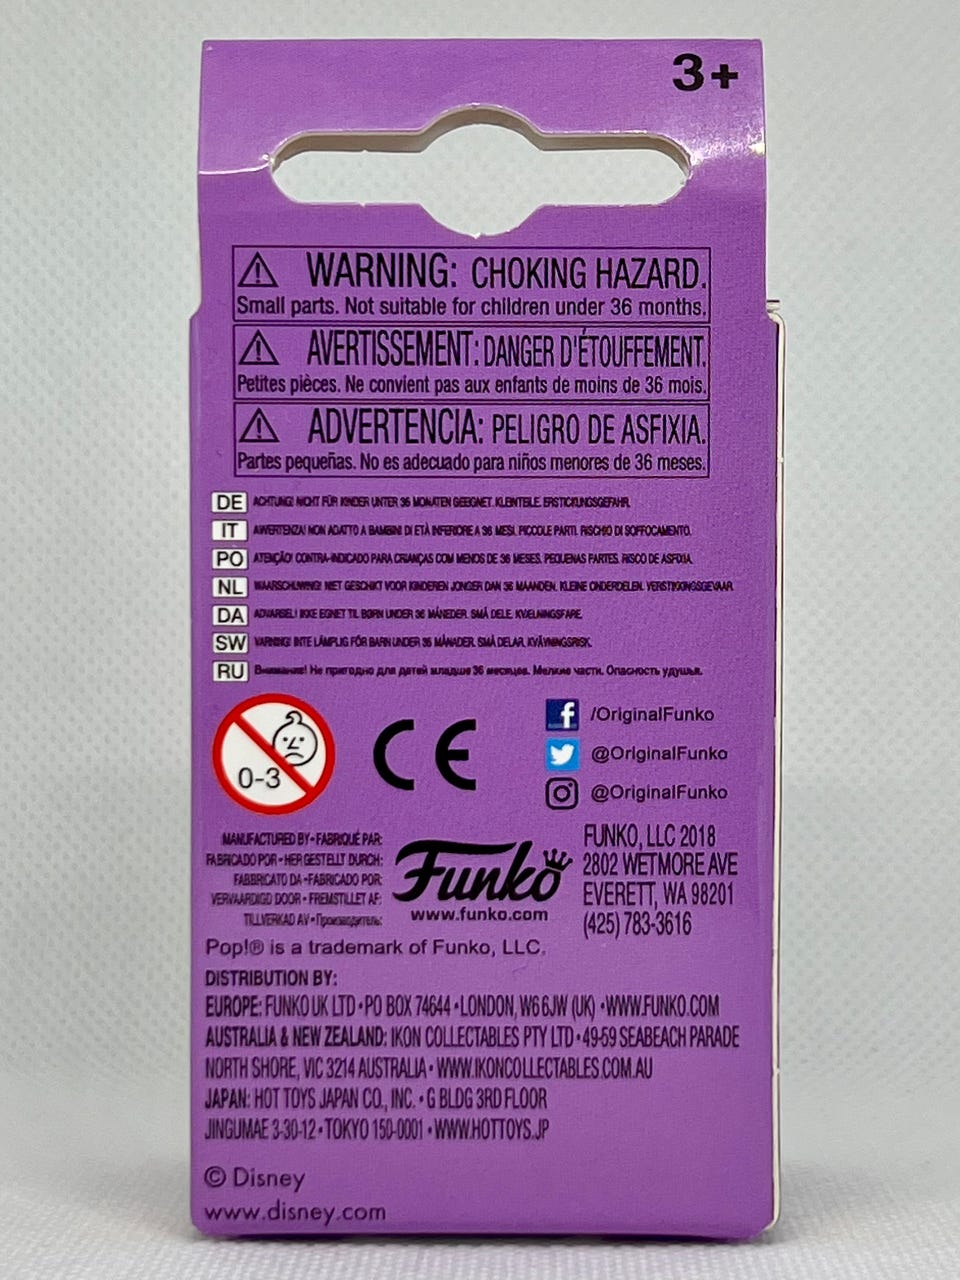 3+
WARNING: CHOKING HAZARD.
Small parts. Not suitable for children under 36 months.
AVERTISSEMENT: DANGER D'ÉTOUFFEMENT.
Petites pièces. Ne convient pas aux enfants de moins de 36 mois.
ADVERTENCIA: PELIGRO DE ASFIXIA.
Partes pequeñas. No es adecuado para niños menores de 36 meses.
DE ACHTUNG! NICHT FÜR KINDER UNTER 36 MONATEN GEEIGNET. KLEINTEILE. ERSTICKUNGSGEFAHR.
IT AWERTENZA! NON ADATTO A BAMBINI DI ETÀ INFERIORE A 36 MESI. PICCOLE PARTI. RISCHIO DI SOFFOCAMENTO.
PO ATENÇÃO! CONTRA-INDICADO PARA CRIANÇAS COM MENOS DE 36 MESES. PEQUENAS PARTES. RISCO DE ASFIXIA.
NL WAARSCHUWING! NIET GESCHIKT VOOR KINDEREN JONGER DAN 36 MAANDEN. KLEINE ONDERDELEN. VERSTIKKINGSGEVAAR.
DA ADVARSEL! IKKE EGNET TIL BØRN UNDER 36 MÅNEDER. SMÅ DELE. KVÆLNINGSFARE.
SW VARNING! INTE LÄMPLIG FÖR BARN UNDER 36 MÅNADER. SMÅ DELAR. KVÄVNINGSRISK.
RU Внимание! Не пригодно для детей младше 36 месяцев. Мелкие части. Опасность удушья.
0-3
CE
f /OriginalFunko
@OriginalFunko
@OriginalFunko
MANUFACTURED BY • FABRIQUÉ PAR:
FABRICADO POR • HERGESTELLT DURCH:
FABBRICATO DA • FABRICADO POR:
VERVAARDIGD DOOR • FREMSTILLET AF:
TILLVERKAD AV • Производитель:
Funko
www.funko.com
FUNKO, LLC 2018
2802 WETMORE AVE
EVERETT, WA 98201
(425) 783-3616
Pop!® is a trademark of Funko, LLC.
DISTRIBUTION BY:
EUROPE: FUNKO UK LTD • PO BOX 74644 • LONDON, W6 6JW (UK) • WWW.FUNKO.COM
AUSTRALIA & NEW ZEALAND: IKON COLLECTABLES PTY LTD • 49-59 SEABEACH PARADE
NORTH SHORE, VIC 3214 AUSTRALIA • WWW.IKONCOLLECTABLES.COM.AU
JAPAN: HOT TOYS JAPAN CO., INC. • G BLDG 3RD FLOOR
JINGUMAE 3-30-12 • TOKYO 150-0001 • WWW.HOTTOYS.JP
© Disney
www.disney.com